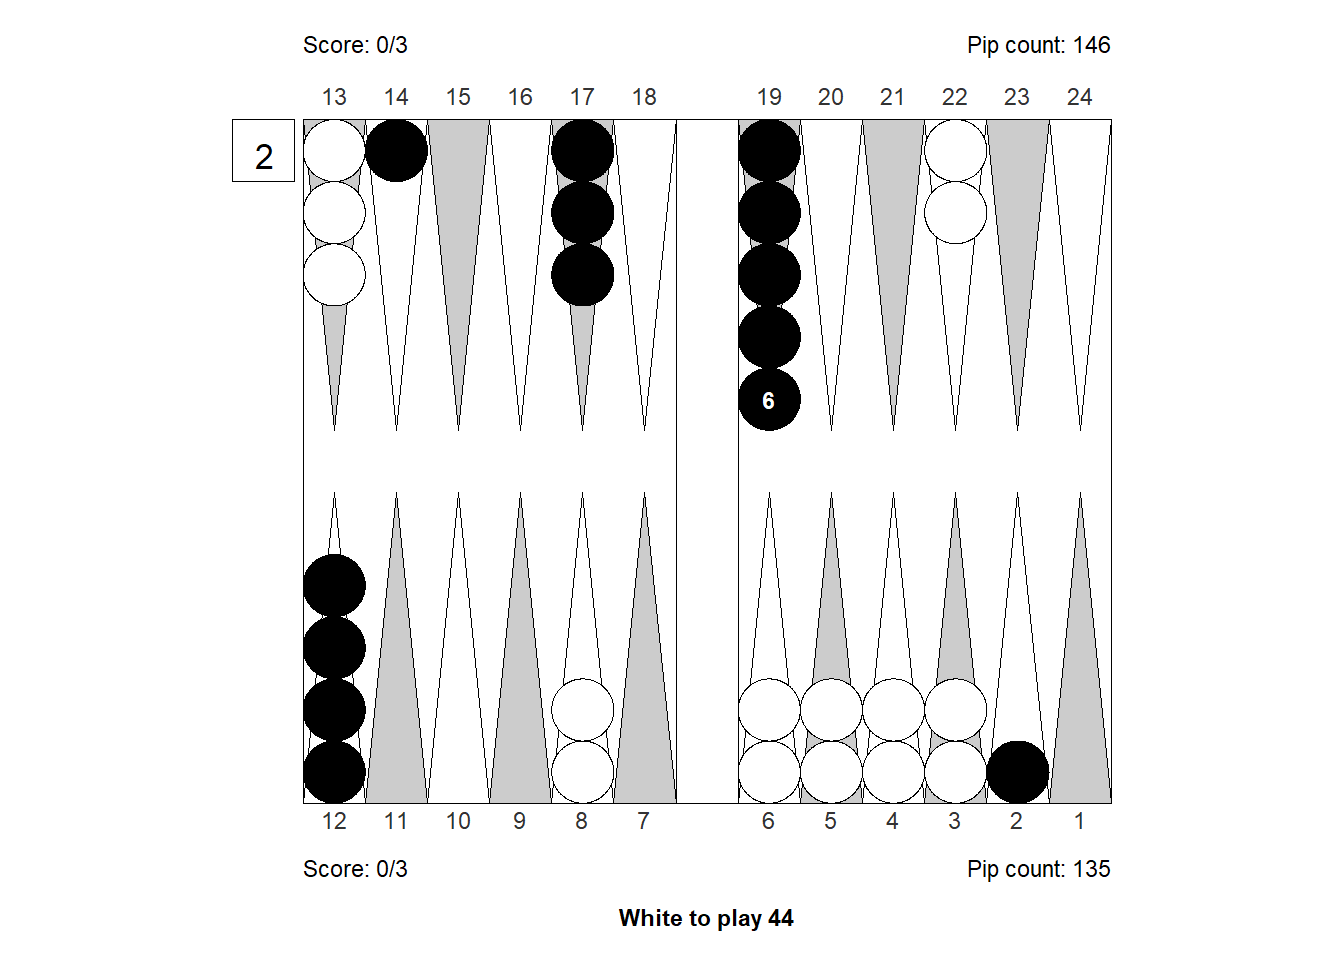 Score: 0/3 Pip count: 146
13 14 15 16 17 18 19 20 21 22 23 24
2
6
12 11 10 9 8 7 6 5 4 3 2 1
Score: 0/3 Pip count: 135
White to play 44